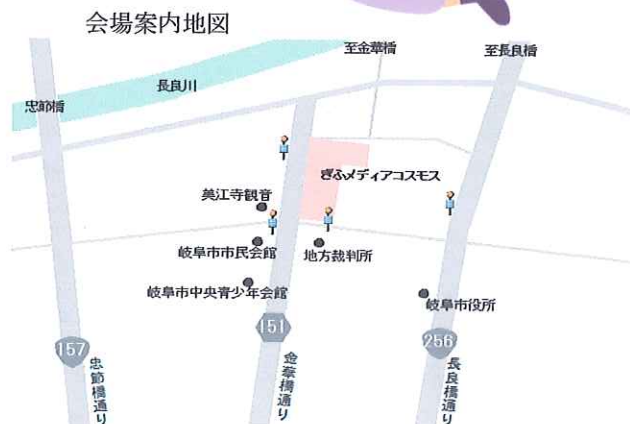 会場案内地図
至金華橋
至長良橋
長良川
忠節橋
ぎふメディアコスモス
美江寺観音
岐阜市市民会館
地方裁判所
岐阜市中央青少年会館
岐阜市役所
157
151
256
忠節橋通り
金華橋通り
長良橋通り